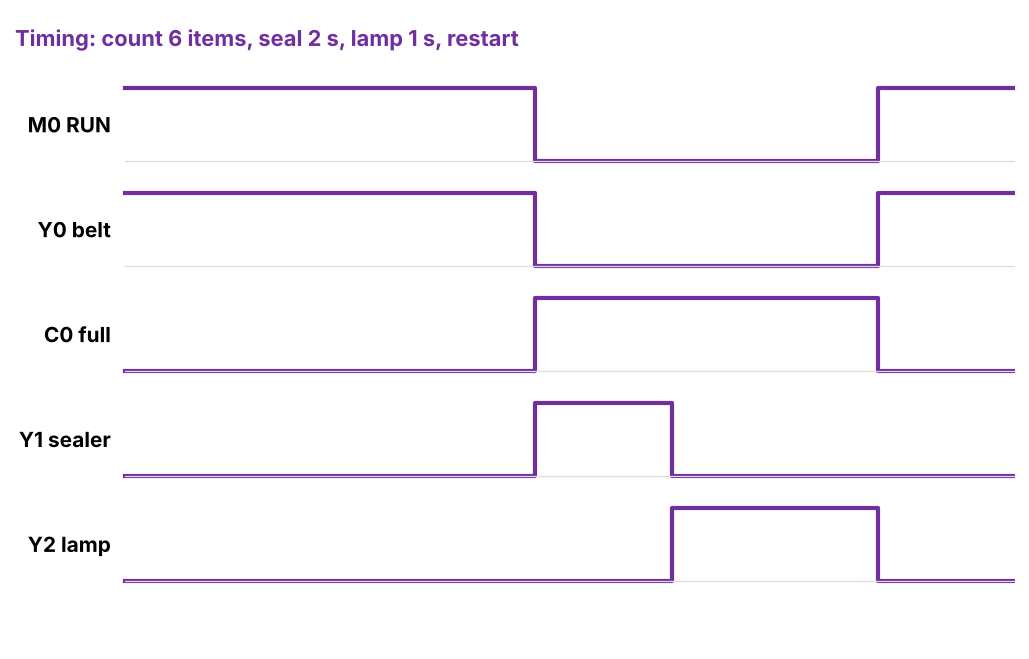 Timing: count 6 items, seal 2 s, lamp 1 s, restart
M0 RUN
Y0 belt
C0 full
Y1 sealer
Y2 lamp